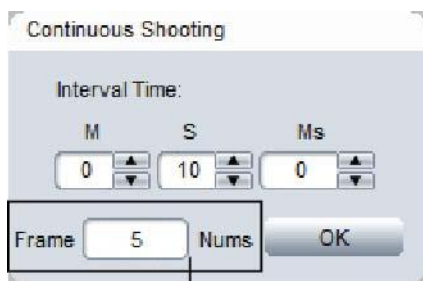 Continuous Shooting
Interval Time:
M S Ms
0 10 0
Frame 5 Nums OK